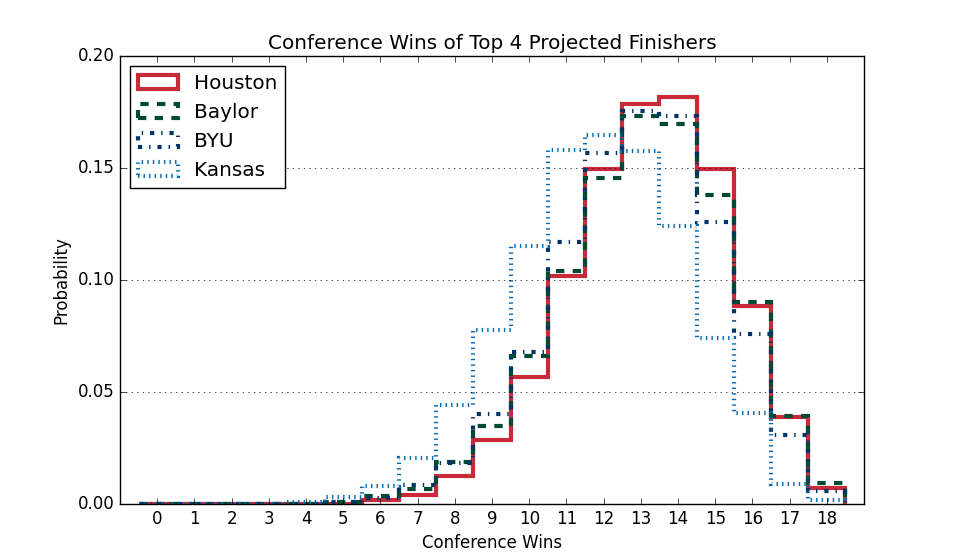 Conference Wins of Top 4 Projected Finishers
0.20
Houston
Baylor
BYU
Kansas
0.15
0.10
0.05
0.00
Probability
0 1 2 3 4 5 6 7 8 9 10 11 12 13 14 15 16 17 18
Conference Wins